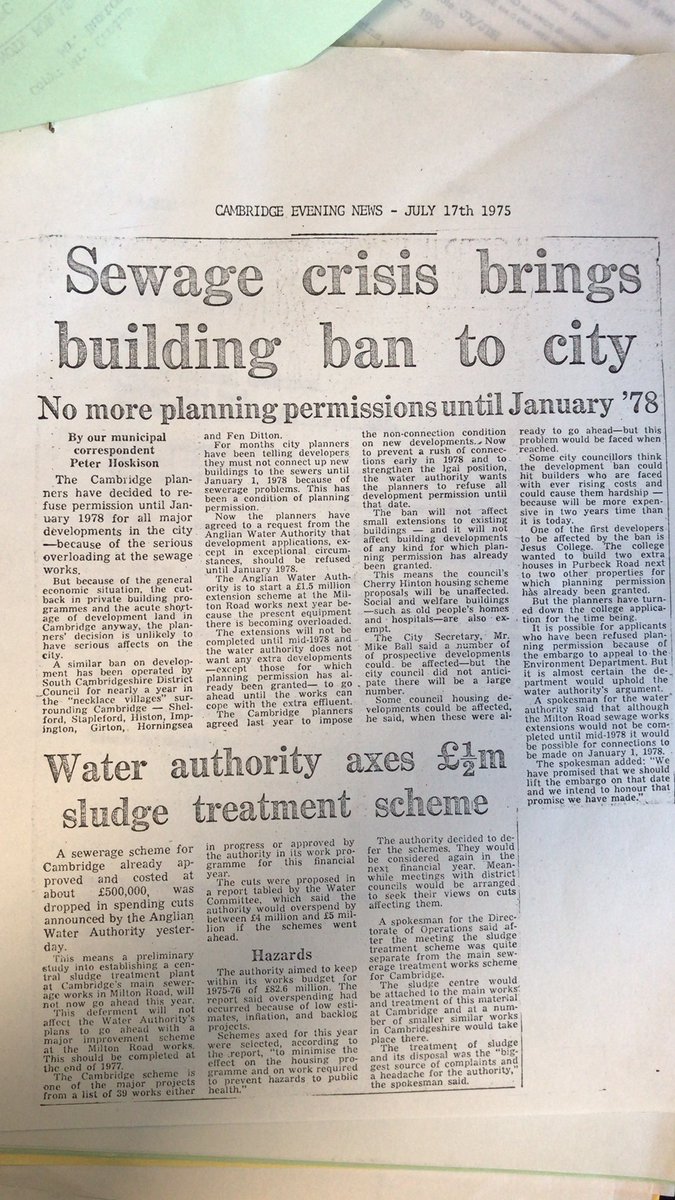 CAMBRIDGE EVENING NEWS - JULY 17th 1975
Sewage crisis brings
building ban to city
No more planning permissions until January '78
By our municipal
correspondent
Peter Hoskison
The Cambridge plan-
ners have decided to re-
fuse permission until Jan-
uary 1978 for all major
developments in the city
—because of the serious
overloading at the sewage
works.
But because of the general
economic situation, the cut-
back in private building pro-
grammes and the acute short-
age of development land in
Cambridge anyway, the plan-
ners' decision is unlikely to
have serious affects on the
city.
A similar ban on develop-
ment has been operated by
South Cambridgeshire District
Council for nearly a year in
the "necklace villages" sur-
rounding Cambridge — Shel-
ford, Stapleford, Histon, Imp-
ington, Girton, Horningsea
and Fen Ditton.
For months city planners
have been telling developers
they must not connect up new
buildings to the sewers until
January 1, 1978 because of
sewerage problems. This has
been a condition of planning
permission.
Now the planners have
agreed to a request from the
Anglian Water Authority that
development applications, ex-
cept in exceptional circum-
stances, should be refused
until January 1978.
The Anglian Water Auth-
ority is to start a £1.5 million
extension scheme at the Mil-
ton Road works next year be-
cause the present equipment
there is becoming overloaded.
The extensions will not be
completed until mid-1978 and
the water authority does not
want any extra developments
—except those for which
planning permission has al-
ready been granted— to go
ahead until the works can
cope with the extra effluent.
The Cambridge planners
agreed last year to impose
the non-connection condition
on new developments. Now
to prevent a rush of connec-
tions early in 1978 and to
strengthen the lgai position,
the water authority wants
the planners to refuse all
development permission until
that date.
The ban will not affect
small extensions to existing
buildings — and it will not
affect building developments
of any kind for which plan-
ning permission has already
been granted.
This means the council's
Cherry Hinton housing scheme
proposals will be unaffected.
Social and welfare buildings
—such as old people's homes
and hospitals—are also ex-
empt.
The City Secretary, Mr.
Mike Ball said a number of
of prospective developments
could be affected—but the
city council did not antici-
pate there will be a large
number.
Some council housing de-
velopments could be affected,
he said, when these were al-
ready to go ahead—but this
problem would be faced when
reached.
Some city councillors think
the development ban could
hit builders who are faced
with ever rising costs and
could cause them hardship —
because will be more expen-
sive in two years time than
it is today.
One of the first developers
to be affected by the ban is
Jesus College. The college
wanted to build two extra
houses in Purbeck Road next
to two other properties for
which planning permission
has already been granted.
But the planners have turn-
ed down the college applica-
tion for the time being.
It is possible for applicants
who have been refused plan-
ning permission because of
the embargo to appeal to the
Environment Department. But
it is almost certain the de-
partment would uphold the
water authority's argument.
A spokesman for the water
authority said that although
the Milton Road sewage works
extensions would not be com-
pleted until mid-1978 it would
be possible for connections to
be made on January 1, 1978.
The spokesman added: "We
have promised that we should
lift the embargo on that date
and we intend to honour that
promise we have made."
Water authority axes £½m
sludge treatment scheme
A sewerage scheme for
Cambridge already ap-
proved and costed at
about £500,000, was
dropped in spending cuts
announced by the Anglian
Water Authority yester-
day.
This means a preliminary
study into establishing a cen-
tral sludge treatment plant
at Cambridge's main sewer-
age works in Milton Road, will
not now go ahead this year.
This deferment will not
affect the Water Authority's
plans to go ahead with a
major improvement scheme
at the Milton Road works.
This should be completed at
the end of 1977.
The Cambridge scheme is
one of the major projects
from a list of 39 works either
in progress or approved by
the authority in its work pro-
gramme for this financial
year.
The cuts were proposed in
a report tabled by the Water
Committee, which said the
authority would overspend by
between £4 million and £5 mil-
lion if the schemes went
ahead.
Hazards
The authority aimed to keep
within its works budget for
1975-76 of £82.6 million. The
report said overspending had
occurred because of low esti-
mates, inflation, and backlog
projects.
Schemes axed for this year
were selected, according to
the report, "to minimise the
effect on the housing pro-
gramme and on work required
to prevent hazards to public
health."
The authority decided to de-
fer the schemes. They would
be considered again in the
next financial year. Mean-
while meetings with district
councils would be arranged
to seek their views on cuts
affecting them.
A spokesman for the Direc-
torate of Operations said af-
ter the meeting the sludge
treatment scheme was quite
separate from the main sew-
erage treatment works scheme
for Cambridge.
The sludge centre would
be attached to the main works
and treatment of this material
at Cambridge and at a num-
ber of smaller similar works
in Cambridgeshire would take
place there.
The treatment of sludge
and its disposal was the "big-
gest source of complaints and
a headache for the authority,"
the spokesman said.